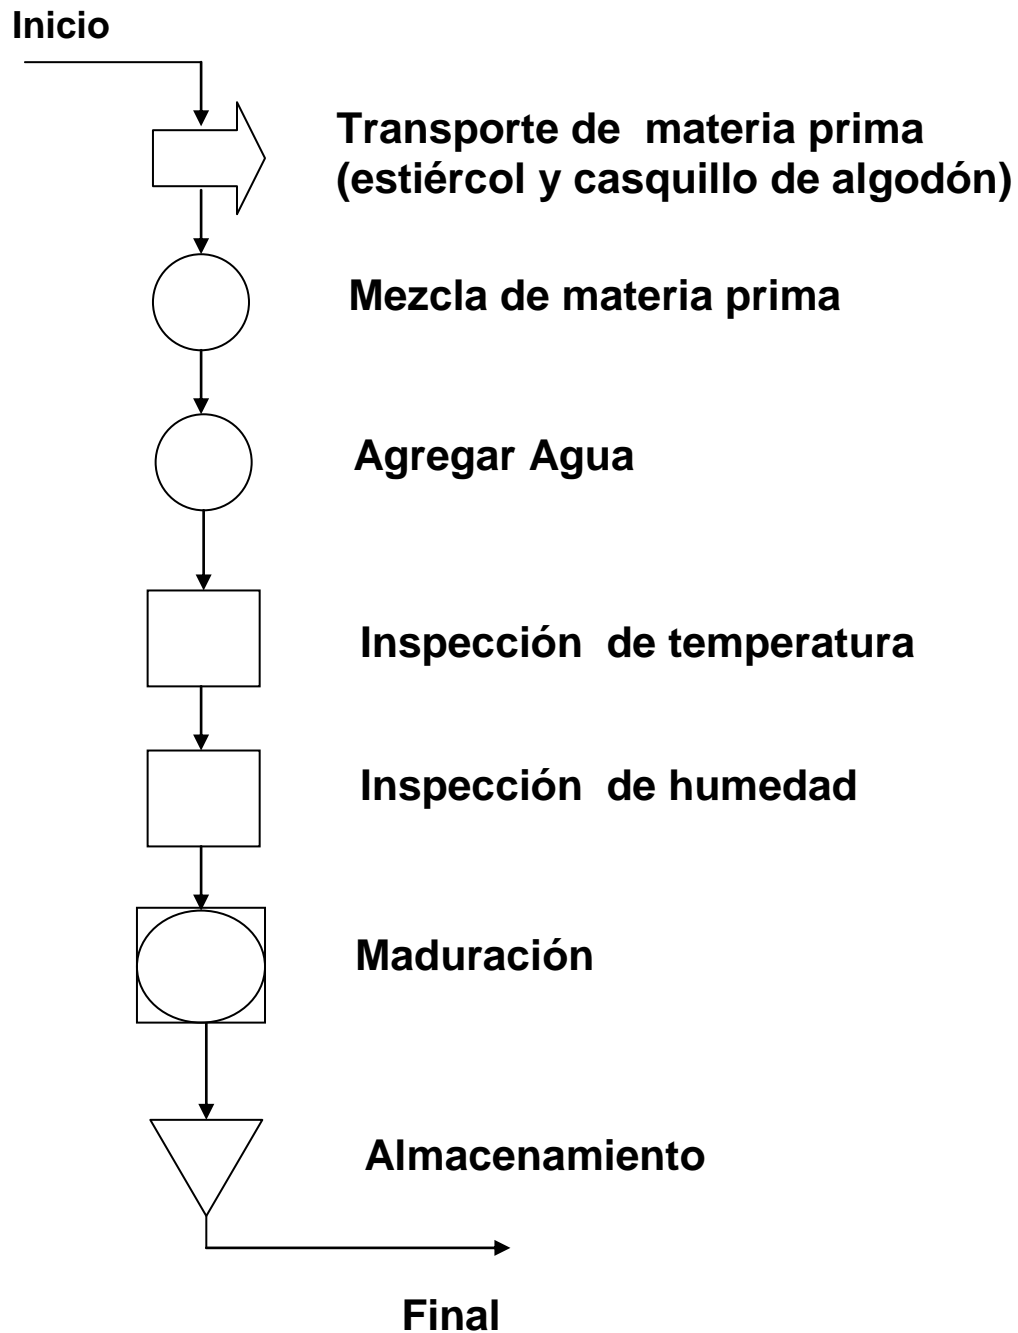 Inicio
Transporte de  materia prima
(estiércol y casquillo de algodón)
Mezcla de materia prima
Agregar Agua
Inspección  de temperatura
Inspección  de humedad
Maduración
Almacenamiento
Final